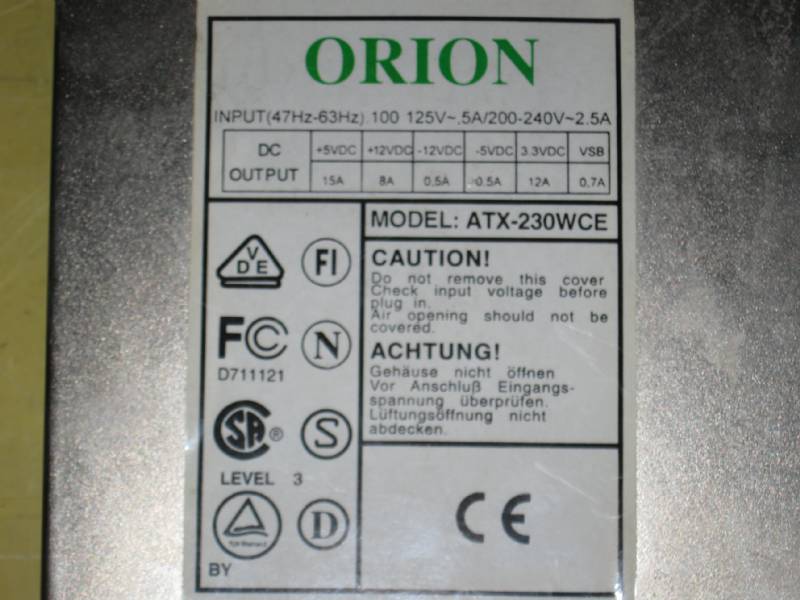 ORION
INPUT(47Hz-63Hz).100 125V~.5A/200-240V~2.5A
DC OUTPUT
+5VDC +12VDC -12VDC -5VDC 3.3VDC VSB
15A 8A 0.5A 0.5A 12A 0.7A
MODEL: ATX-230WCE
VDE FI
FC N
D711121
SA ® S
LEVEL 3
D
BY
CAUTION!
Do not remove this cover
Check input voltage before
plug in.
Air opening should not be
covered.
ACHTUNG!
Gehäuse nicht öffnen
Vor Anschluß Eingangs-
spannung überprüfen.
Lüftungsöffnung nicht
abdecken.
CE